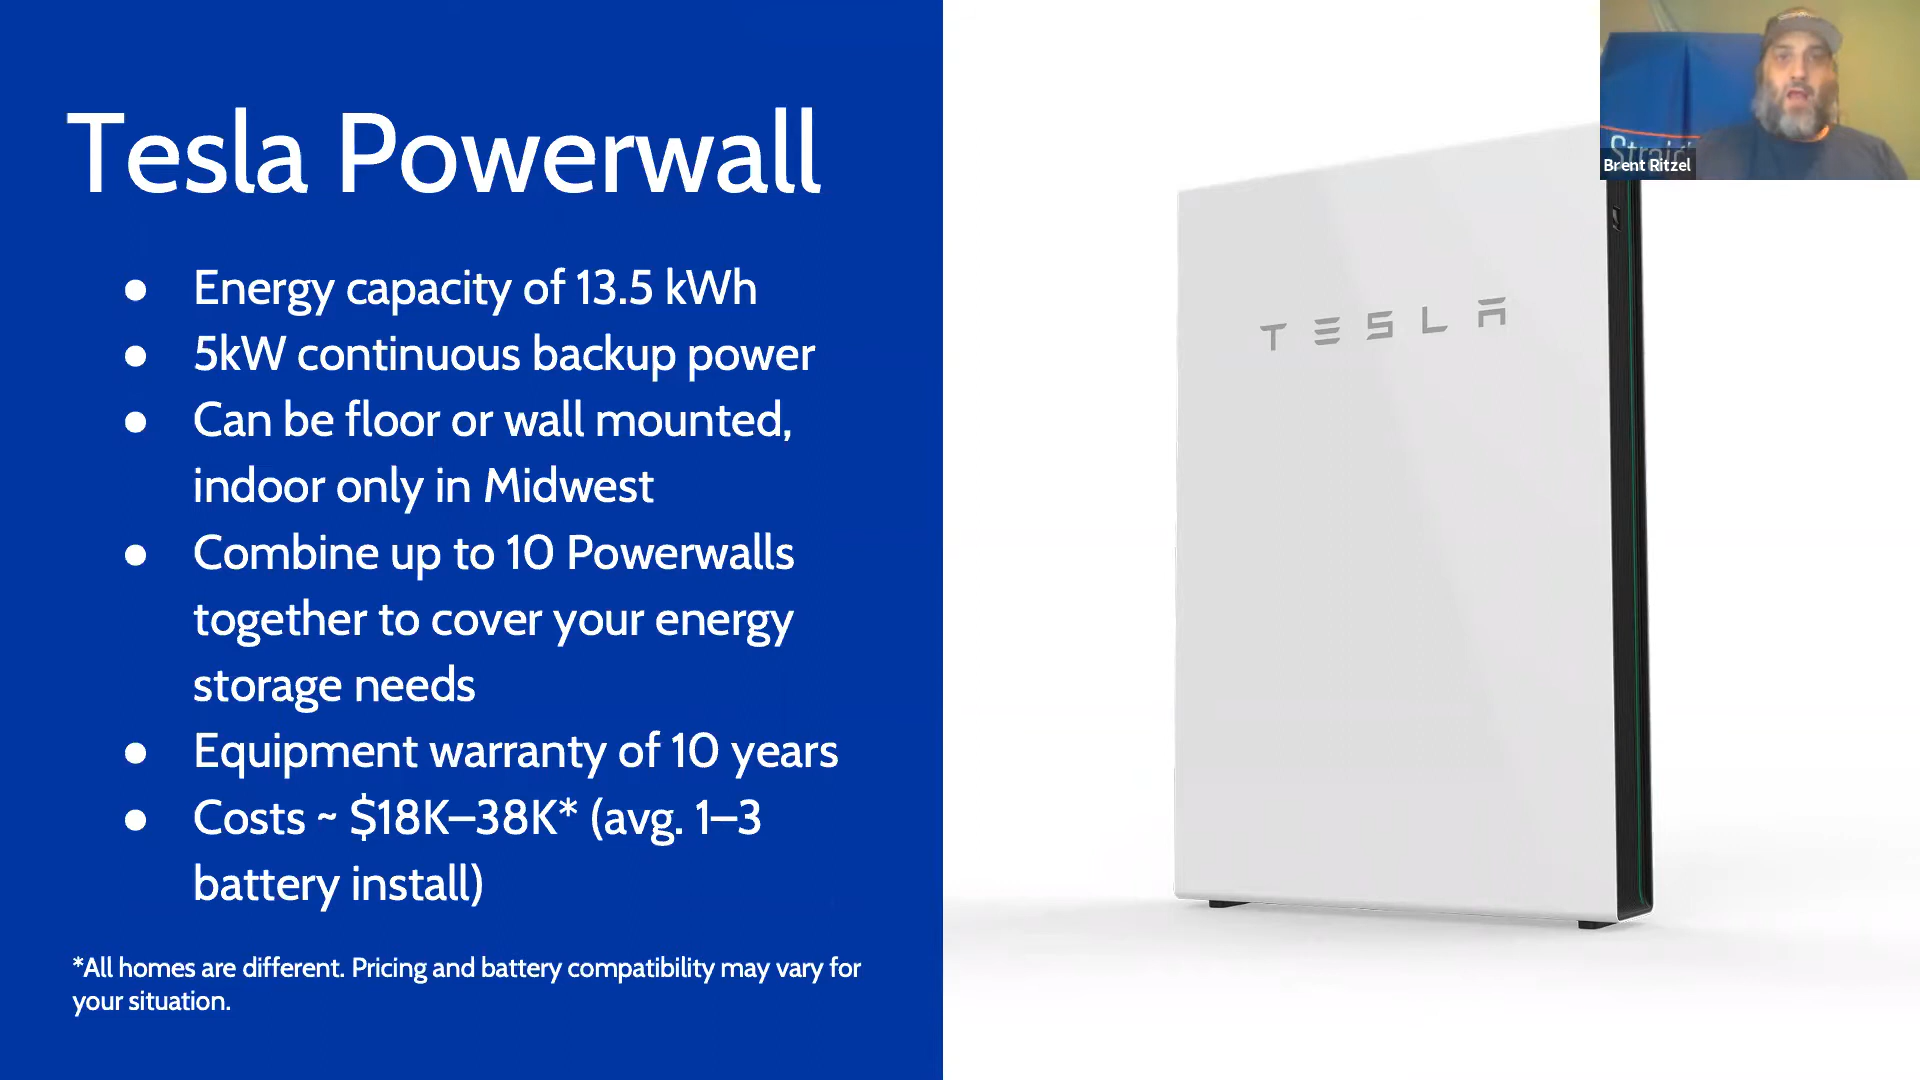 Tesla Powerwall
● Energy capacity of 13.5 kWh
● 5kW continuous backup power
● Can be floor or wall mounted,
indoor only in Midwest
● Combine up to 10 Powerwalls
together to cover your energy
storage needs
● Equipment warranty of 10 years
● Costs ~ $18K–38K* (avg. 1–3
battery install)
*All homes are different. Pricing and battery compatibility may vary for
your situation.
TESLA
Brent Ritzel